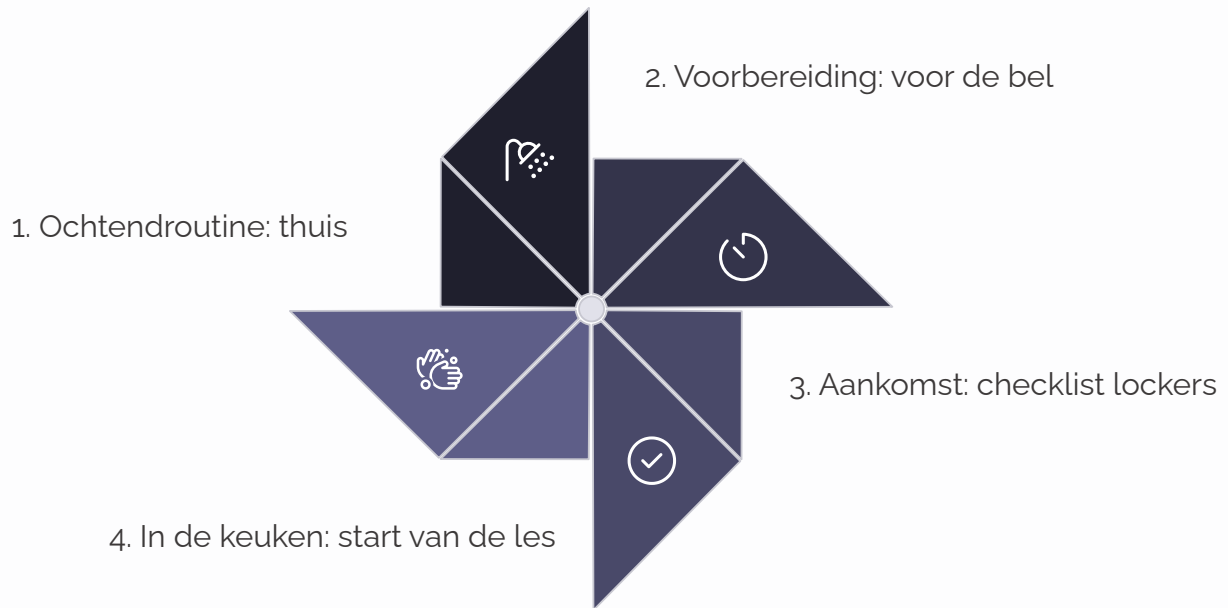 1. Ochtendroutine: thuis
2. Voorbereiding: voor de bel
3. Aankomst: checklist lockers
4. In de keuken: start van de les